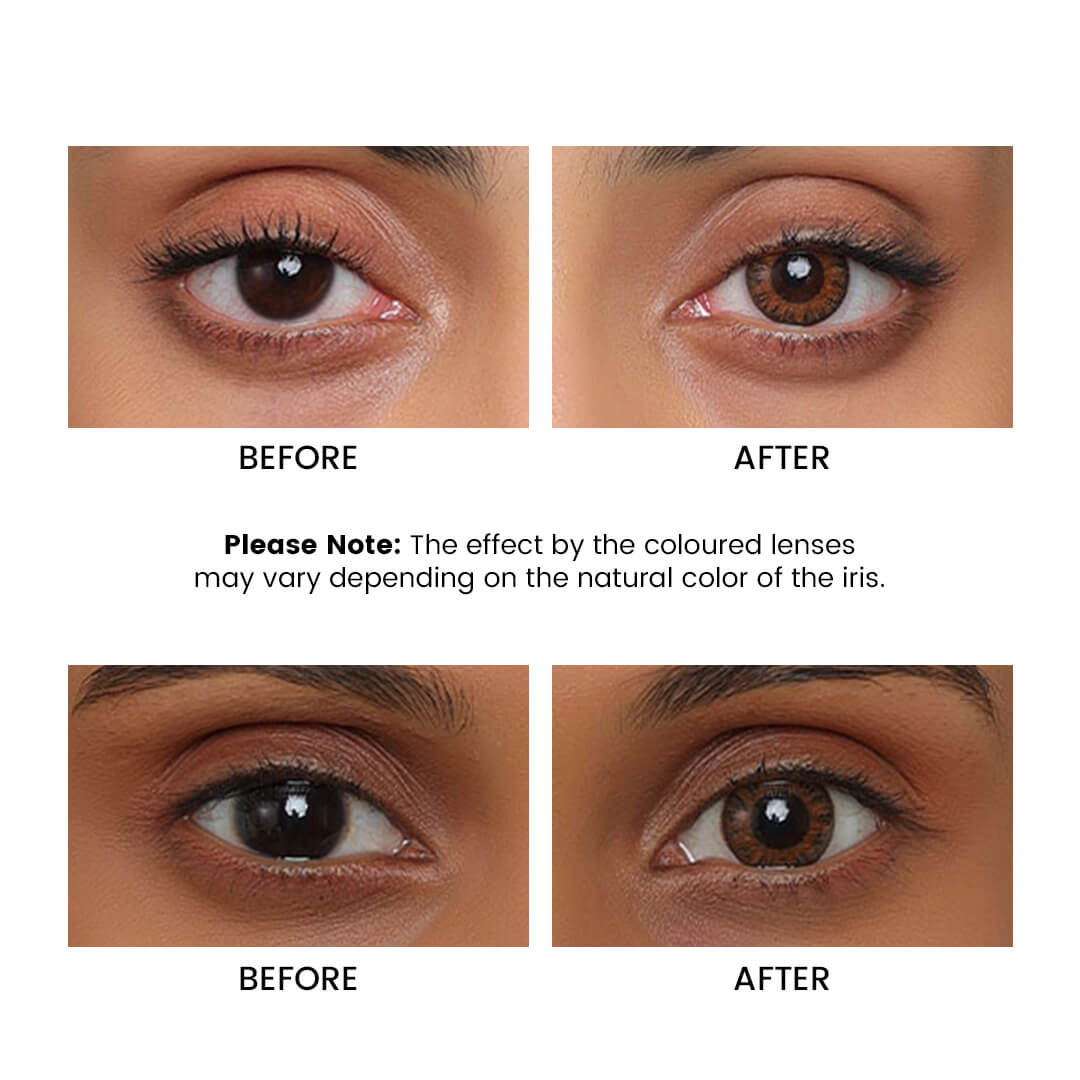 BEFORE
AFTER
Please Note: The effect by the coloured lenses
may vary depending on the natural color of the iris.
BEFORE
AFTER